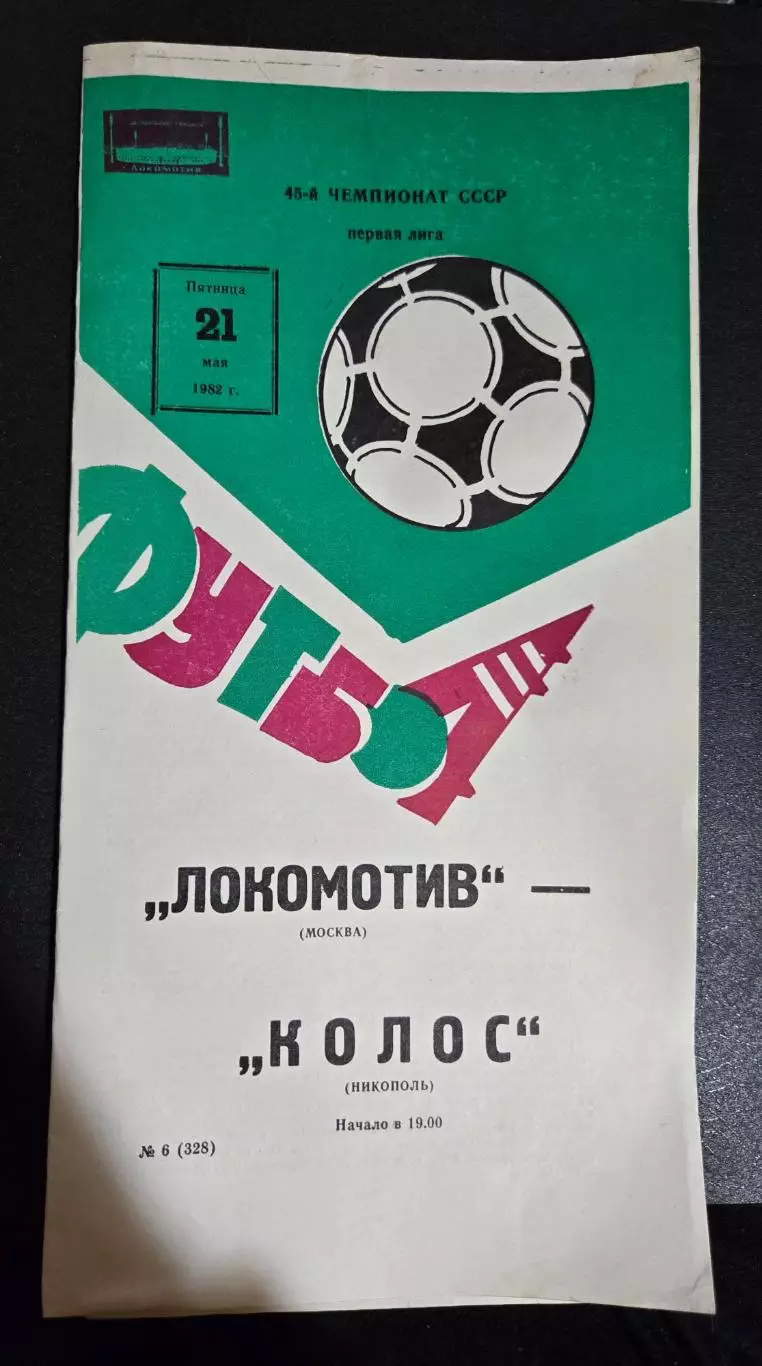 ЛОКОМОТИВ
45-й ЧЕМПИОНАТ СССР
первая лига
Пятница
21
мая
1982 г.
ФУТБОЛ
„ЛОКОМОТИВ“ —
(МОСКВА)
„КОЛОС“
(НИКОПОЛЬ)
Начало в 19.00
№ 6 (328)